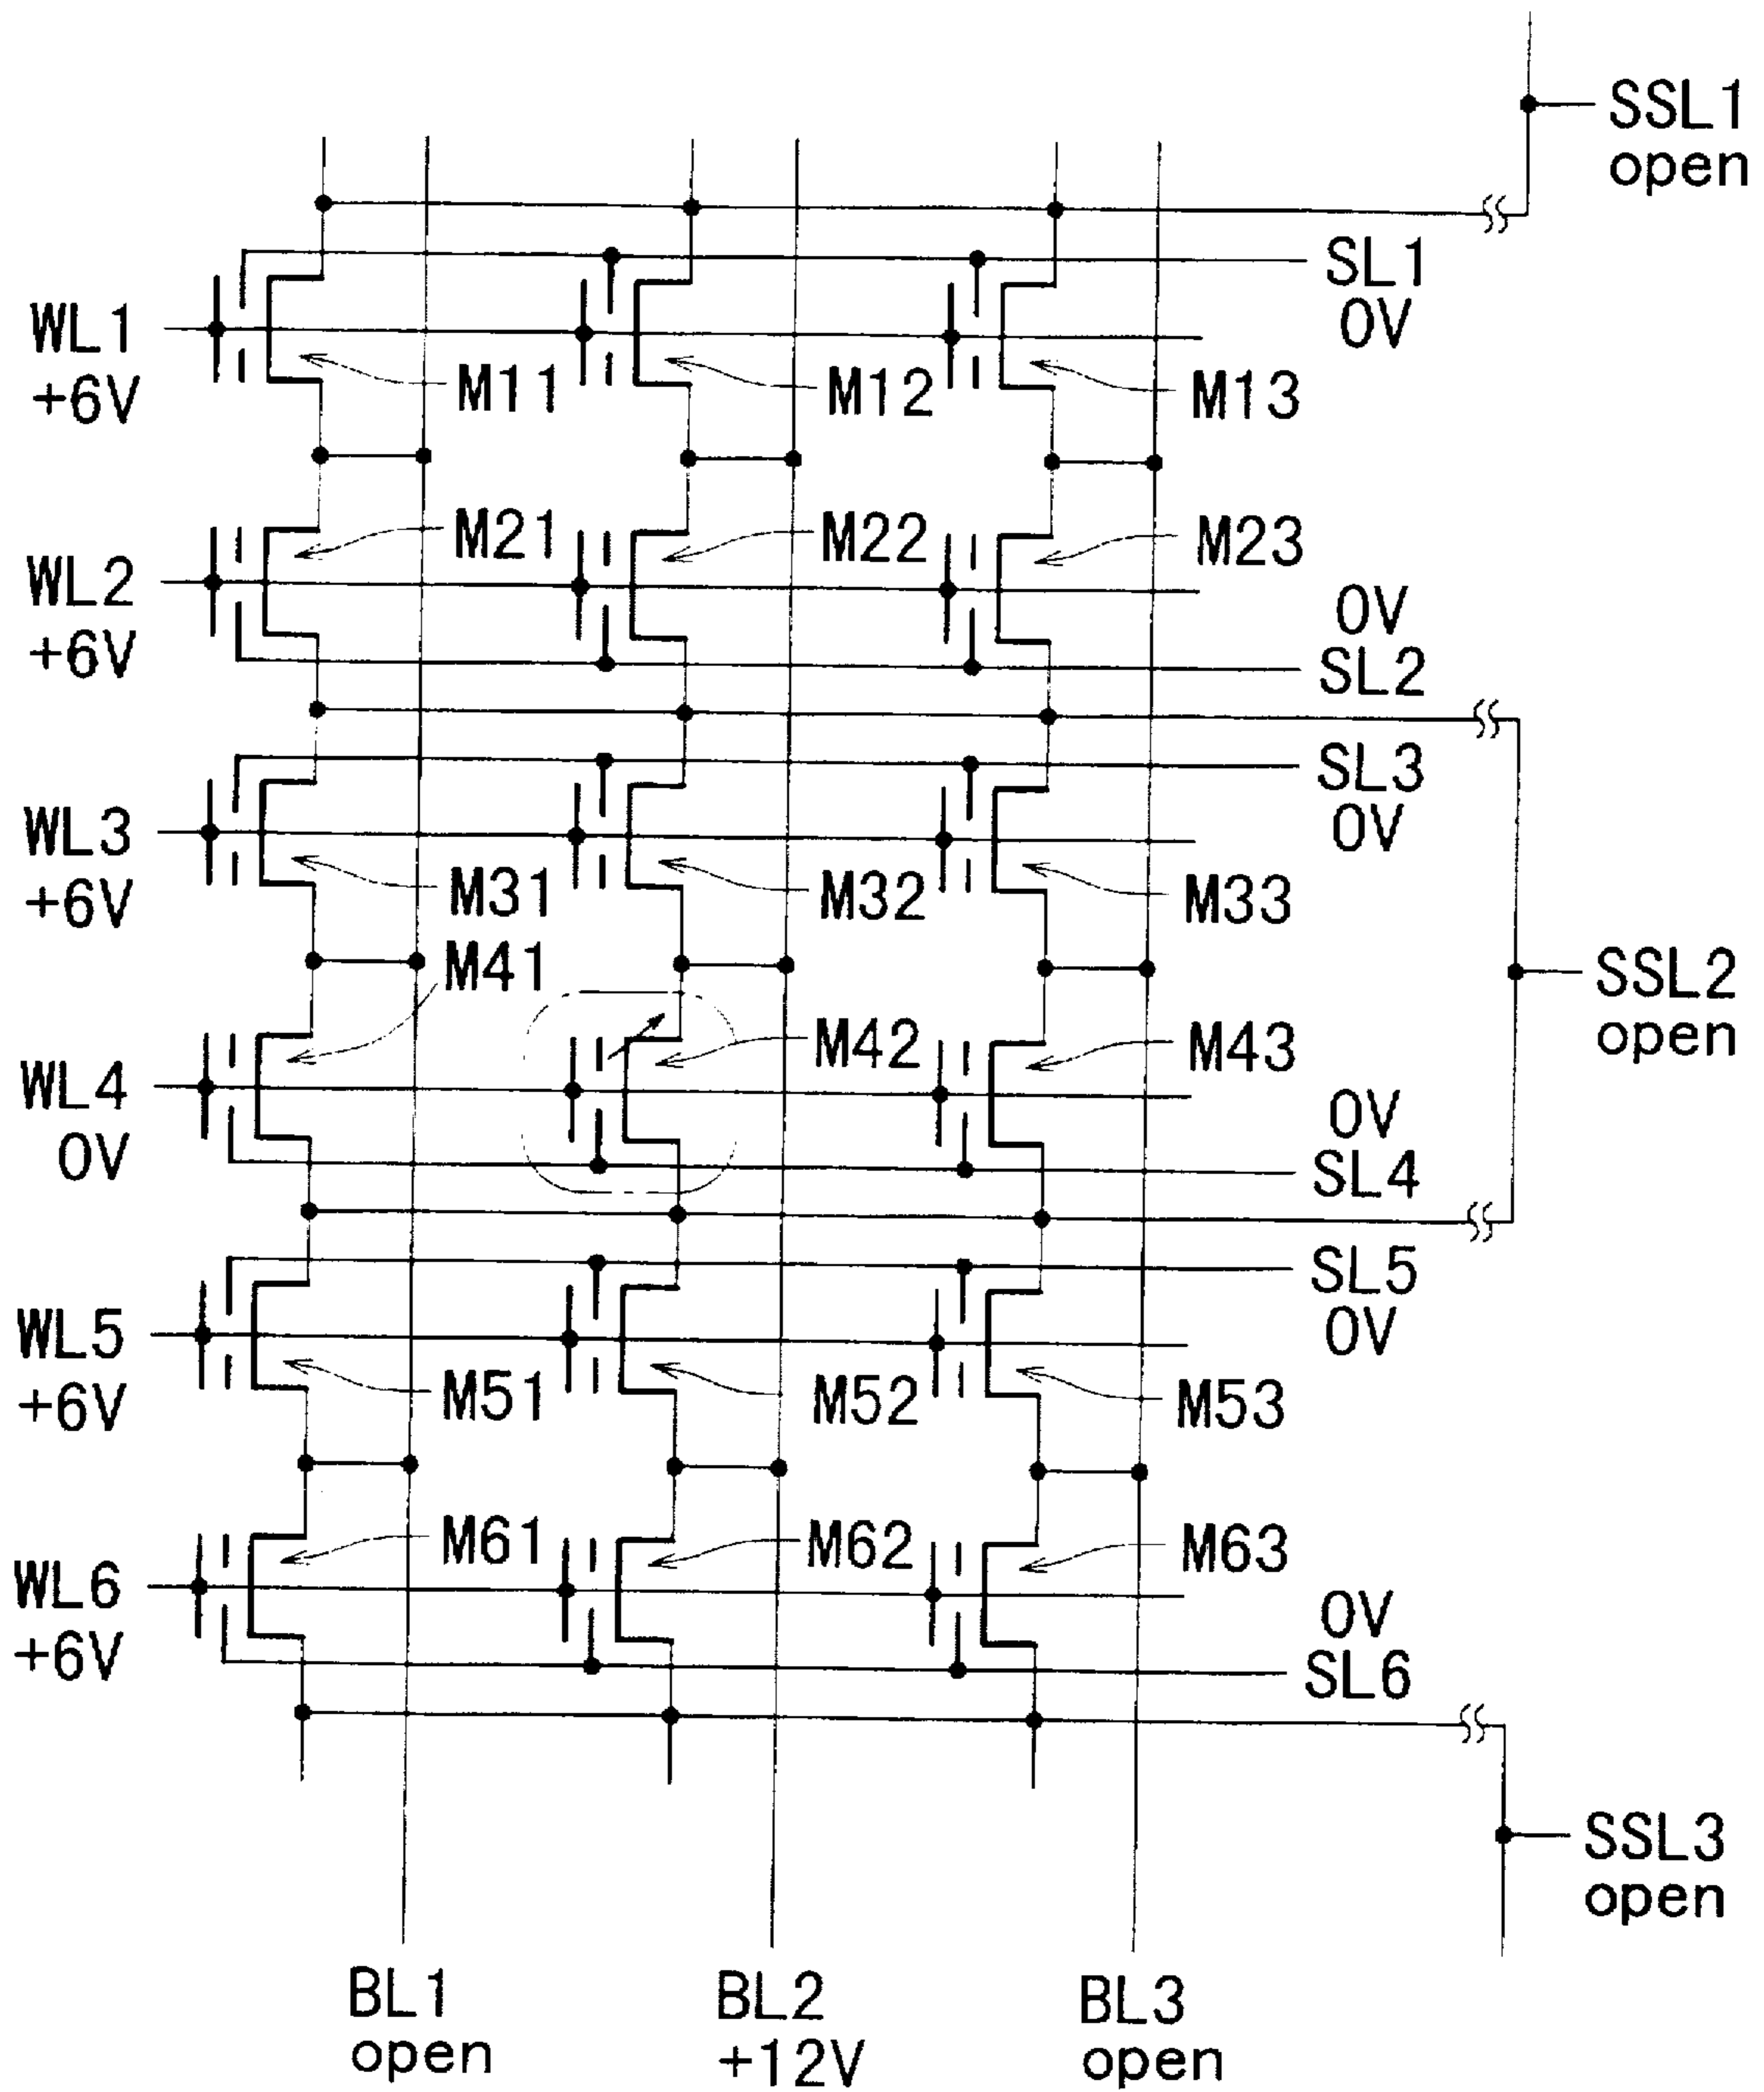 SSL1
open
SL1
0V
WL1
+6V
M11
M12
M13
M21
M22
M23
WL2
+6V
0V
SL2
SL3
0V
WL3
+6V
M31
M32
M33
M41
SSL2
open
M42
M43
WL4
0V
0V
SL4
SL5
0V
WL5
+6V
M51
M52
M53
M61
M62
M63
WL6
+6V
0V
SL6
SSL3
open
BL1
open
BL2
+12V
BL3
open